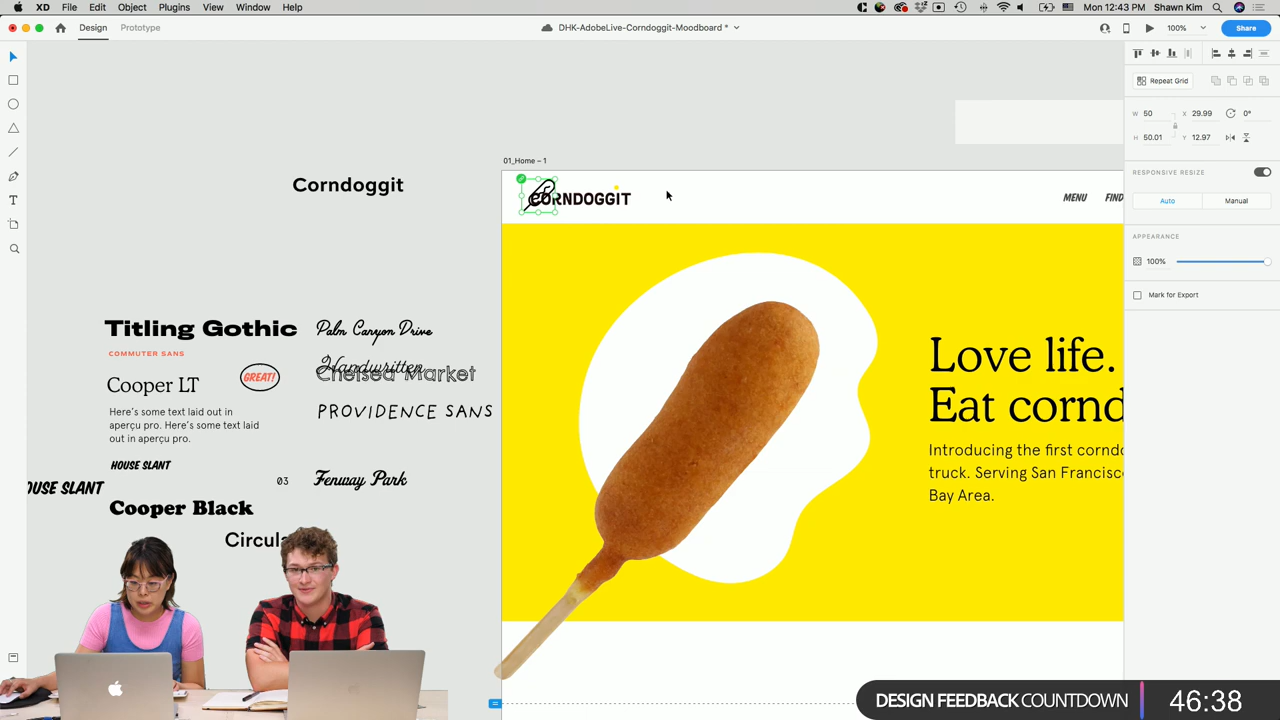 XD File Edit Object Plugins View Window Help
Mon 12:43 PM Shawn Kim
Design Prototype
DHK-AdobeLive-Corndoggit-Moodboard *
100%
Share
Repeat Grid
W 50 X 29.99 0°
H 50.01 Y 12.97
RESPONSIVE RESIZE
Auto Manual
APPEARANCE
100%
Mark for Export
01_Home – 1
Corndoggit
CORNDOGGIT
MENU FIND
Love life.
Eat cornd
Introducing the first cornd
truck. Serving San Francisc
Bay Area.
Titling Gothic
COMMUTER SANS
Cooper LT
GREAT!
Here's some text laid out in
aperçu pro. Here's some text laid
out in aperçu pro.
HOUSE SLANT
OUSE SLANT
Cooper Black
Circula
Palm Canyon Drive
Handwritten
Chelsea Market
PROVIDENCE SANS
03
Fenway Park
DESIGN FEEDBACK COUNTDOWN 46:38